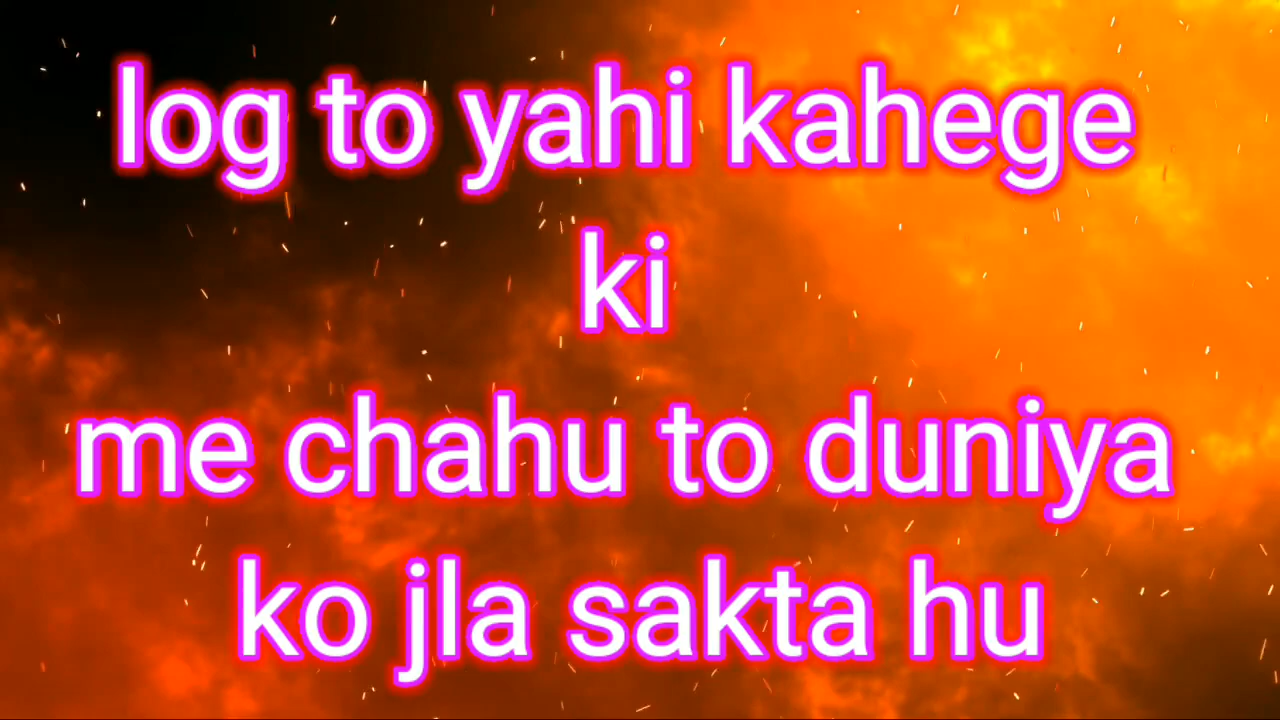 log to yahi kahege
ki
me chahu to duniya
ko jla sakta hu